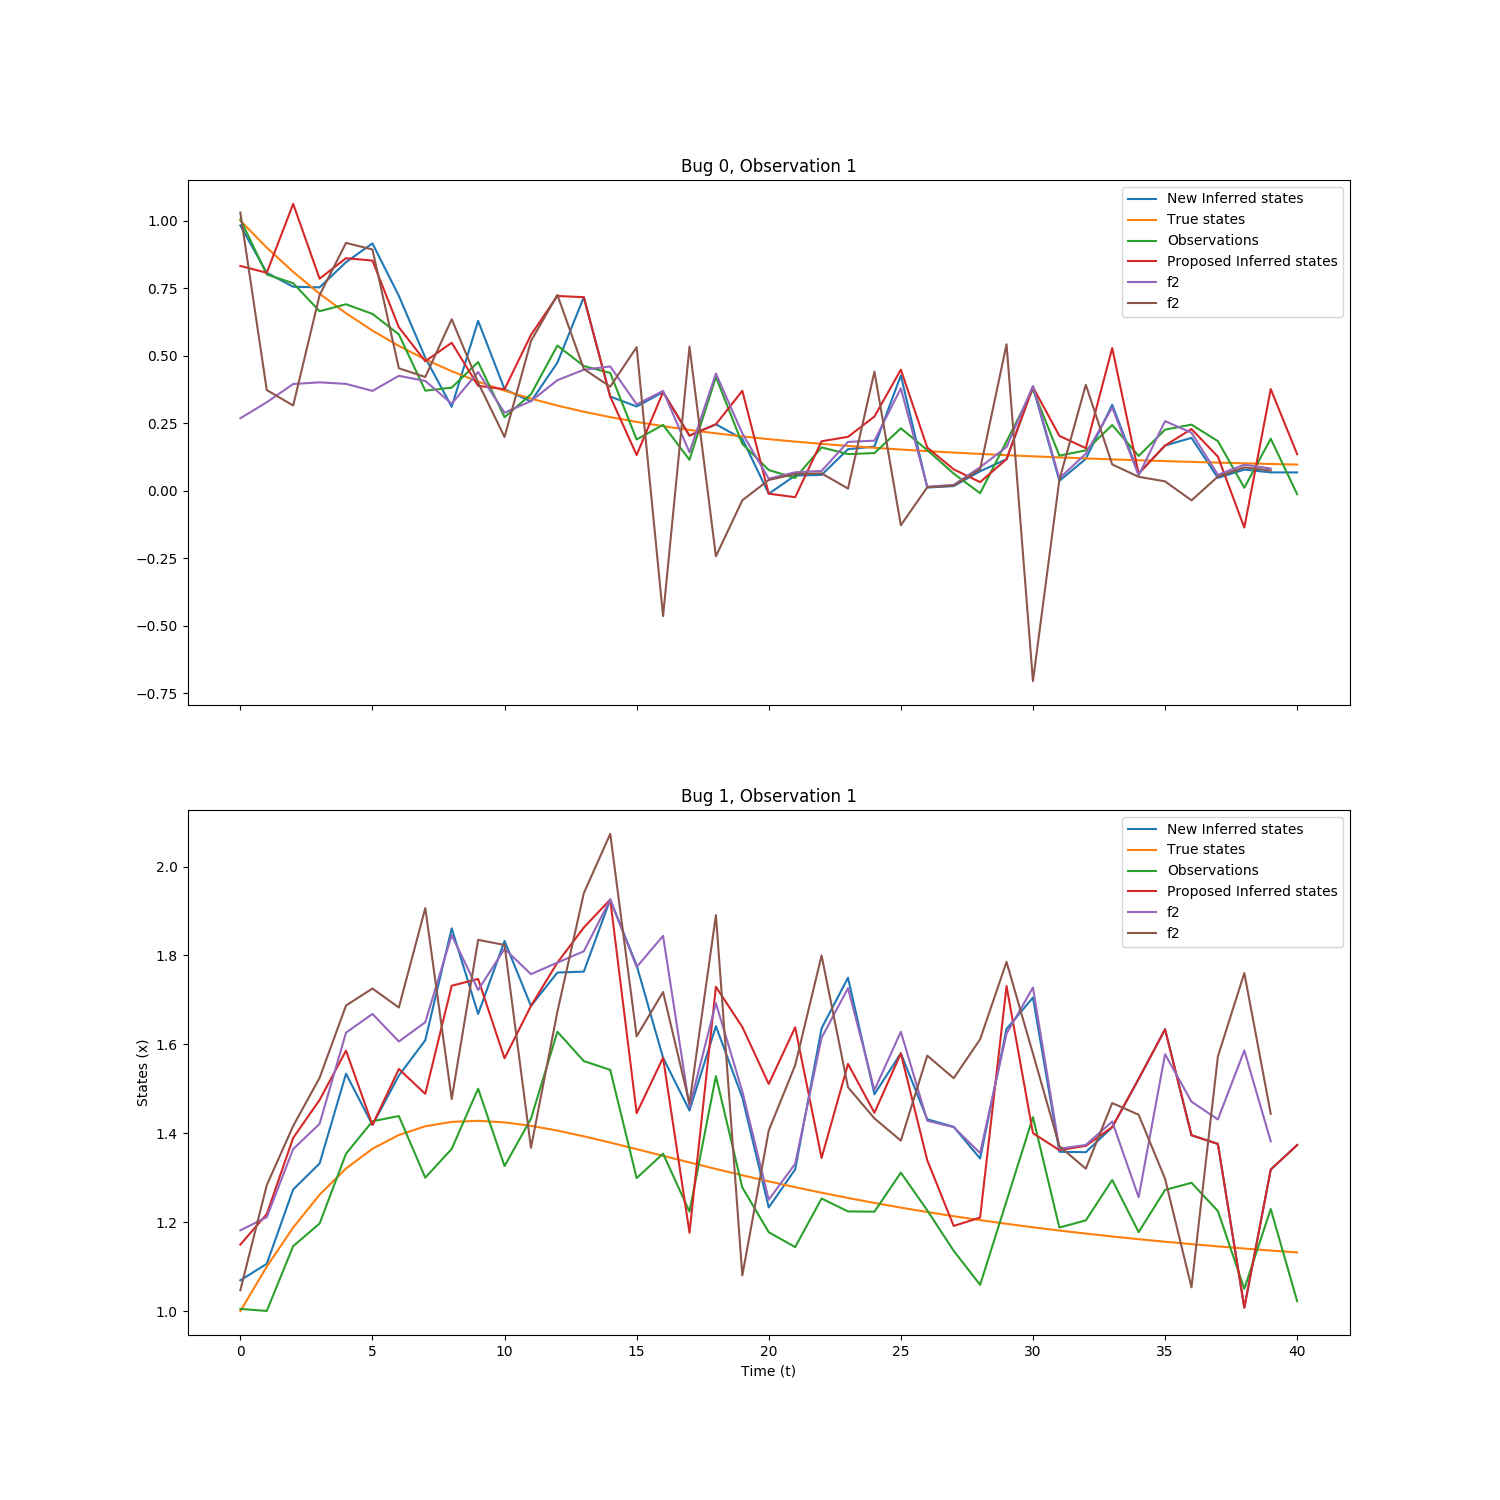 Bug 0, Observation 1
New Inferred states
True states
Observations
Proposed Inferred states
f2
f2
1.00
0.75
0.50
0.25
0.00
−0.25
−0.50
−0.75
Bug 1, Observation 1
New Inferred states
True states
Observations
Proposed Inferred states
f2
f2
2.0
1.8
1.6
1.4
1.2
1.0
States (x)
0 5 10 15 20 25 30 35 40
Time (t)